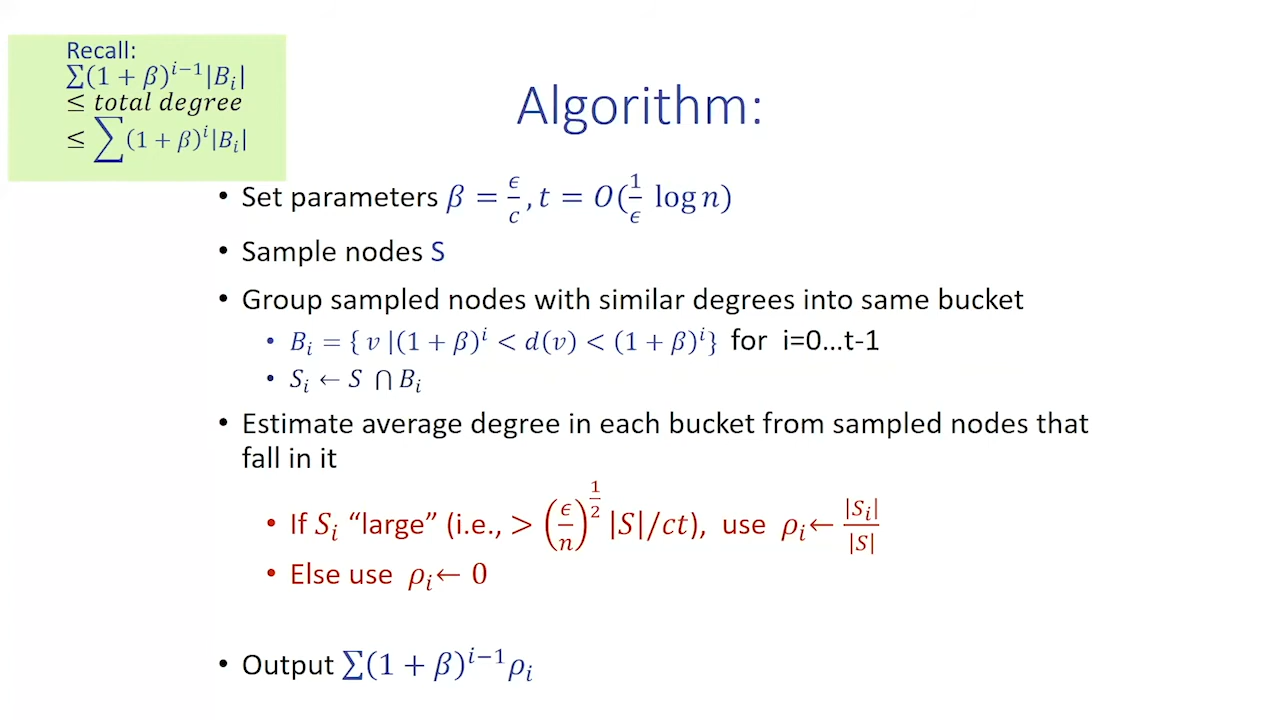 Recall:
∑(1 + β)^{i−1}|B_i|
≤ total degree
≤ ∑(1 + β)^i|B_i|
Algorithm:
• Set parameters β = ϵ/c, t = O(1/ϵ log n)
• Sample nodes S
• Group sampled nodes with similar degrees into same bucket
• B_i = { v |(1 + β)^i < d(v) < (1 + β)^i} for i=0…t-1
• S_i ← S ⋂ B_i
• Estimate average degree in each bucket from sampled nodes that
fall in it
• If S_i “large” (i.e., > (ϵ/n)^{1/2} |S|/ct), use ρ_i← |S_i|/|S|
• Else use ρ_i← 0
• Output ∑(1 + β)^{i−1}ρ_i